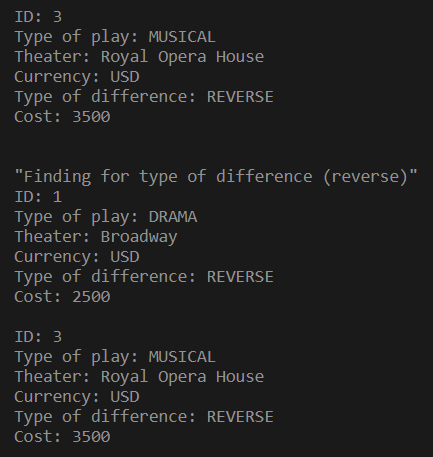 ID: 3
Type of play: MUSICAL
Theater: Royal Opera House
Currency: USD
Type of difference: REVERSE
Cost: 3500
"Finding for type of difference (reverse)"
ID: 1
Type of play: DRAMA
Theater: Broadway
Currency: USD
Type of difference: REVERSE
Cost: 2500
ID: 3
Type of play: MUSICAL
Theater: Royal Opera House
Currency: USD
Type of difference: REVERSE
Cost: 3500